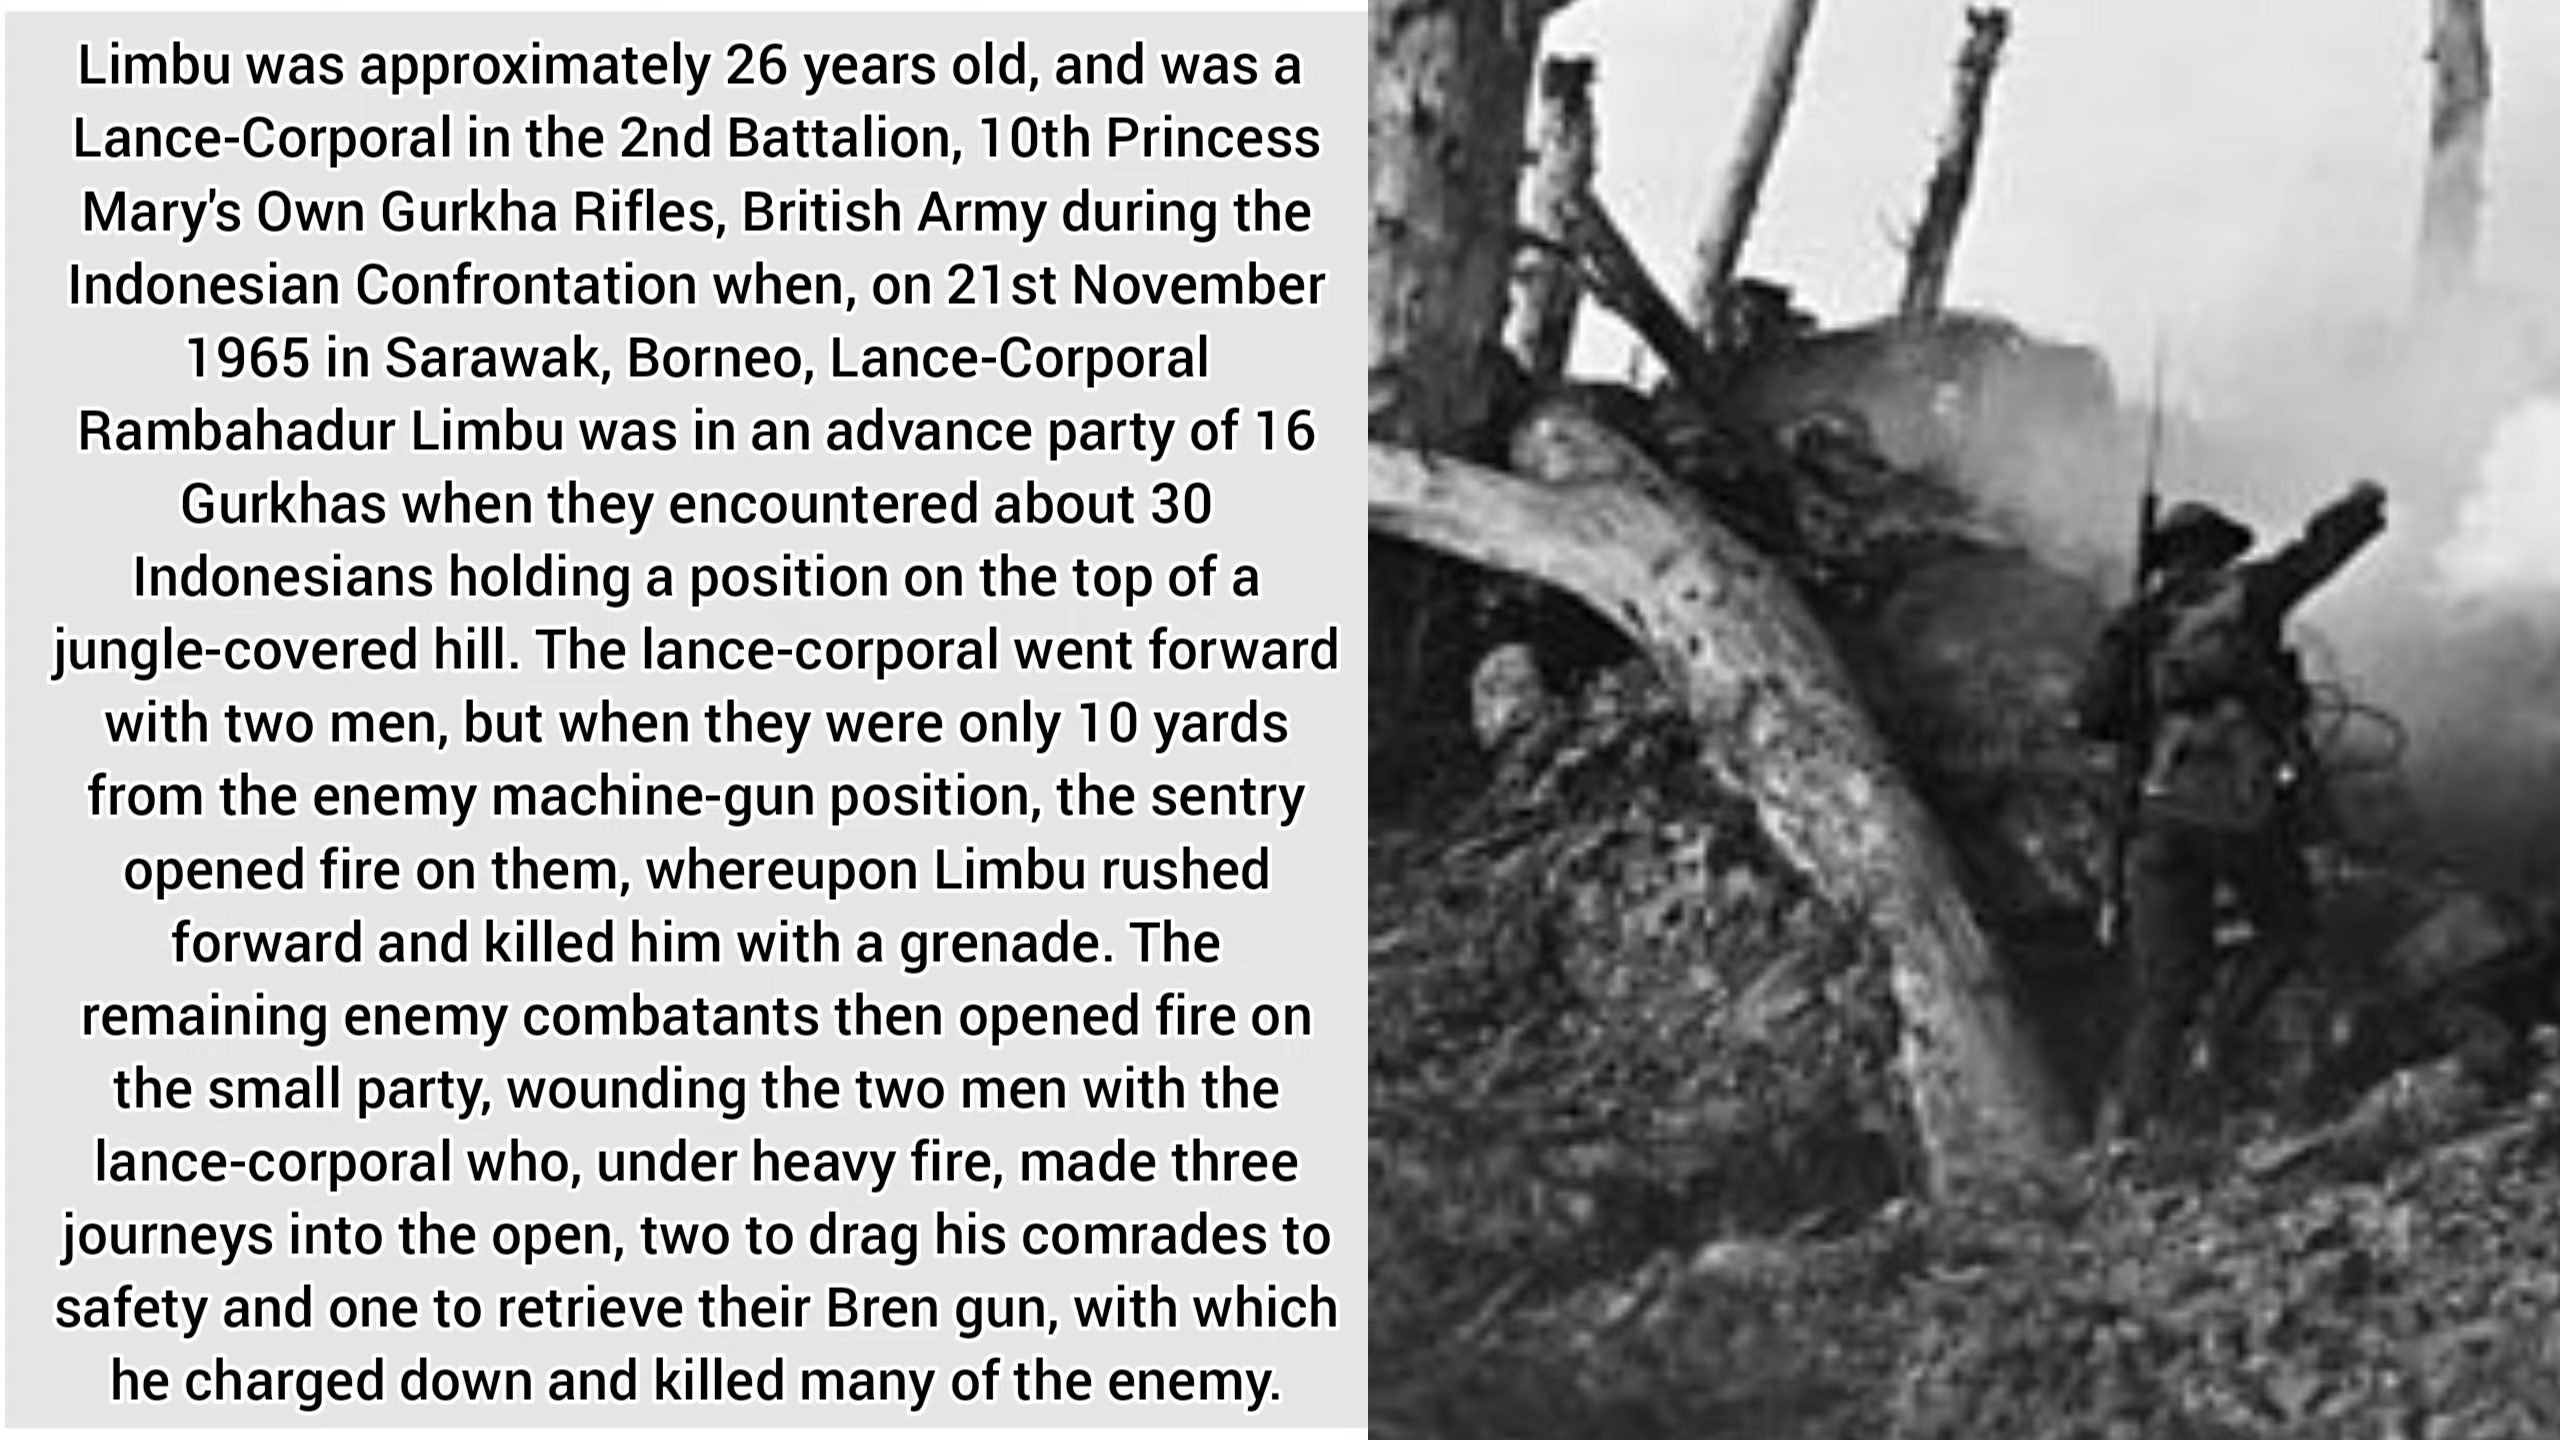 Limbu was approximately 26 years old, and was a
Lance-Corporal in the 2nd Battalion, 10th Princess
Mary's Own Gurkha Rifles, British Army during the
Indonesian Confrontation when, on 21st November
1965 in Sarawak, Borneo, Lance-Corporal
Rambahadur Limbu was in an advance party of 16
Gurkhas when they encountered about 30
Indonesians holding a position on the top of a
jungle-covered hill. The lance-corporal went forward
with two men, but when they were only 10 yards
from the enemy machine-gun position, the sentry
opened fire on them, whereupon Limbu rushed
forward and killed him with a grenade. The
remaining enemy combatants then opened fire on
the small party, wounding the two men with the
lance-corporal who, under heavy fire, made three
journeys into the open, two to drag his comrades to
safety and one to retrieve their Bren gun, with which
he charged down and killed many of the enemy.